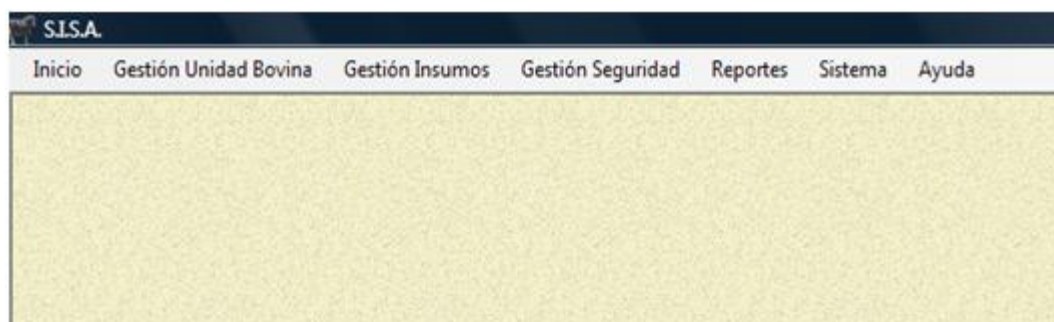 S.I.S.A.
Inicio Gestión Unidad Bovina Gestión Insumos Gestión Seguridad Reportes Sistema Ayuda